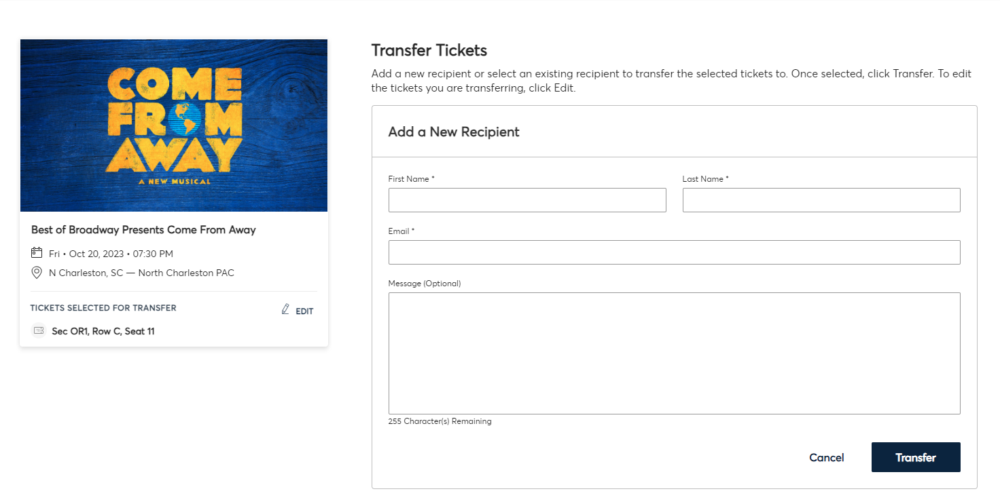 COME
FROM
AWAY
A NEW MUSICAL
Best of Broadway Presents Come From Away
Fri • Oct 20, 2023 • 07:30 PM
N Charleston, SC — North Charleston PAC
TICKETS SELECTED FOR TRANSFER
EDIT
Sec OR1, Row C, Seat 11
Transfer Tickets
Add a new recipient or select an existing recipient to transfer the selected tickets to. Once selected, click Transfer. To edit
the tickets you are transferring, click Edit.
Add a New Recipient
First Name *
Last Name *
Email *
Message (Optional)
255 Character(s) Remaining
Cancel
Transfer